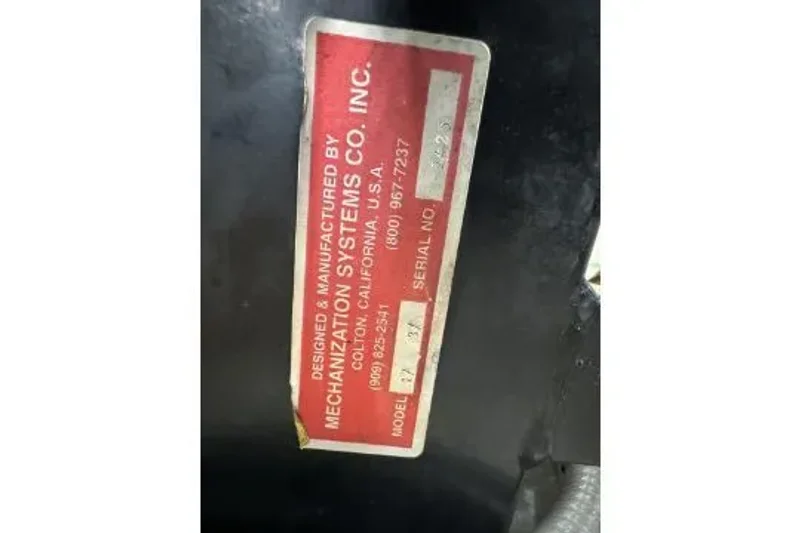 DESIGNED & MANUFACTURED BY
MECHANIZATION SYSTEMS CO. INC.
COLTON, CALIFORNIA, U.S.A.
(909) 825-2541 (800) 967-7237
MODEL SERIAL NO.